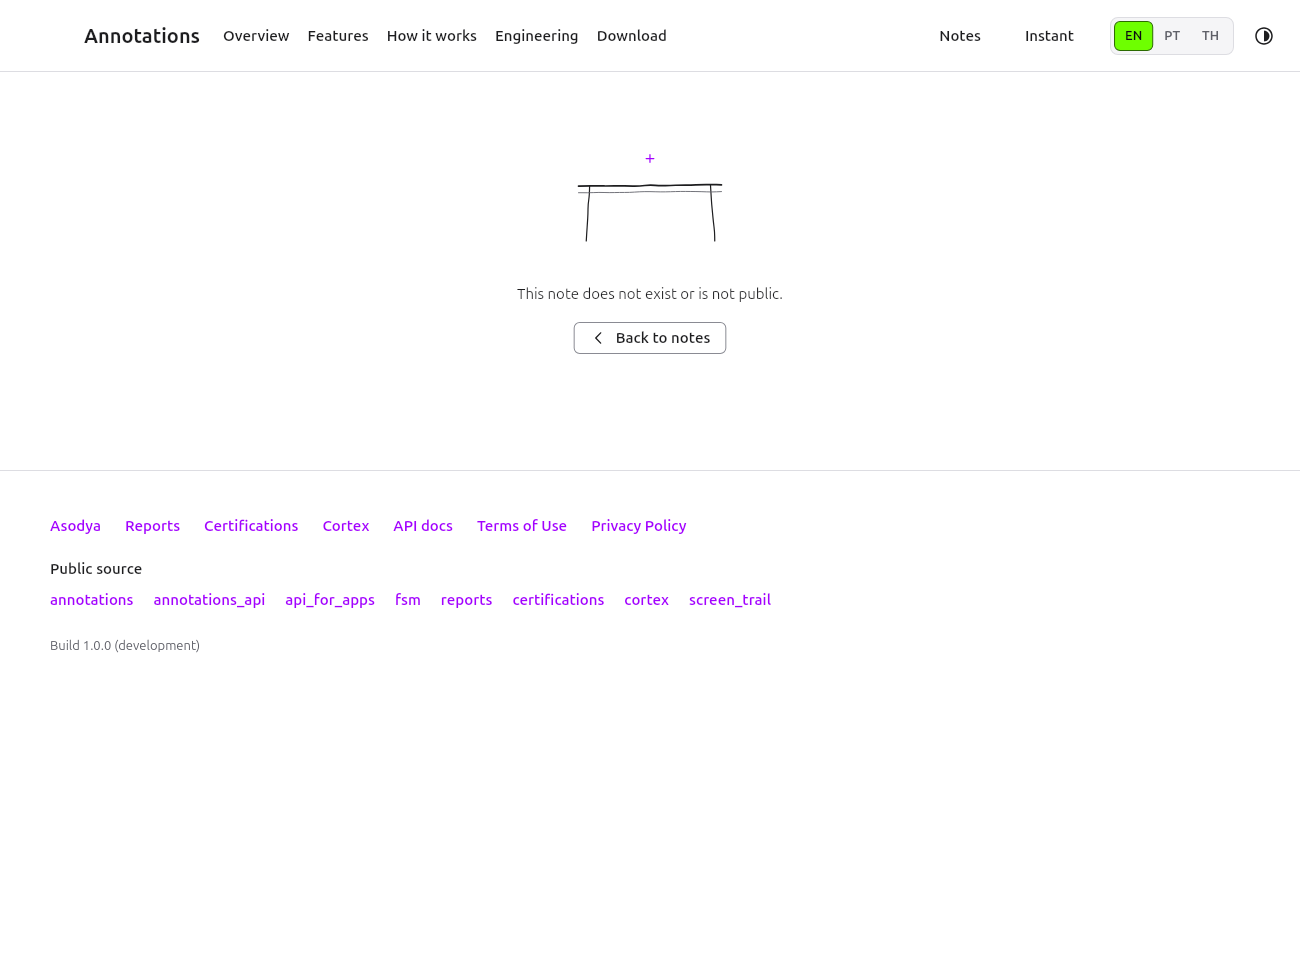 Annotations Overview Features How it works Engineering Download Notes Instant EN PT TH
This note does not exist or is not public.
Back to notes
Asodya Reports Certifications Cortex API docs Terms of Use Privacy Policy
Public source
annotations annotations_api api_for_apps fsm reports certifications cortex screen_trail
Build 1.0.0 (development)